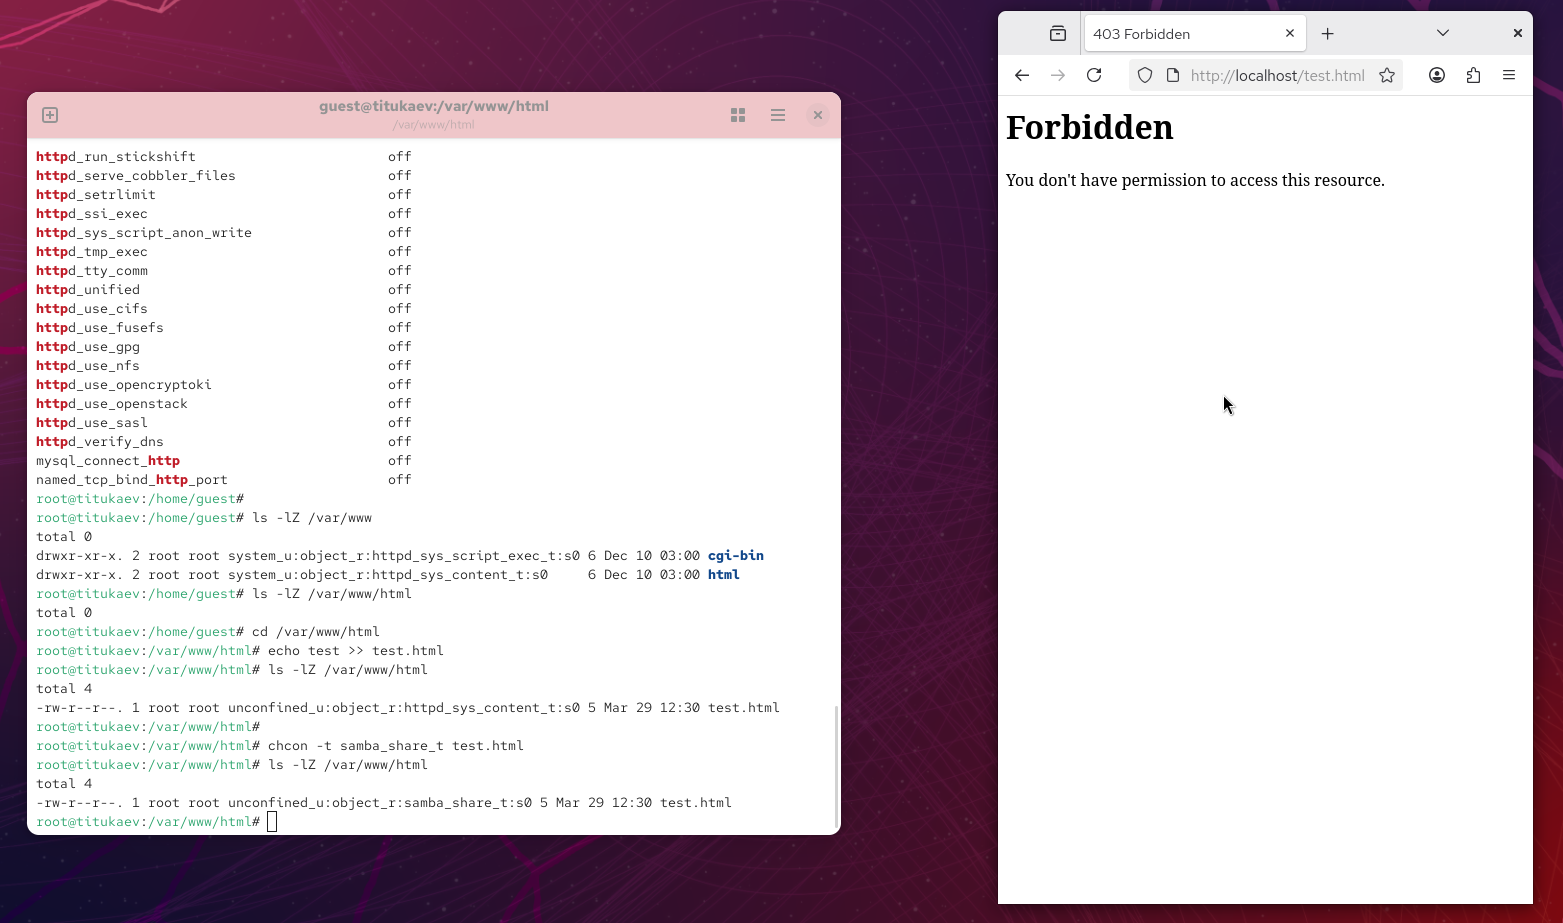 guest@titukaev:/var/www/html
/var/www/html
httpd_run_stickshift off
httpd_serve_cobbler_files off
httpd_setrlimit off
httpd_ssi_exec off
httpd_sys_script_anon_write off
httpd_tmp_exec off
httpd_tty_comm off
httpd_unified off
httpd_use_cifs off
httpd_use_fusefs off
httpd_use_gpg off
httpd_use_nfs off
httpd_use_opencryptoki off
httpd_use_openstack off
httpd_use_sasl off
httpd_verify_dns off
mysql_connect_http off
named_tcp_bind_http_port off
root@titukaev:/home/guest#
root@titukaev:/home/guest# ls -lZ /var/www
total 0
drwxr-xr-x. 2 root root system_u:object_r:httpd_sys_script_exec_t:s0 6 Dec 10 03:00 cgi-bin
drwxr-xr-x. 2 root root system_u:object_r:httpd_sys_content_t:s0 6 Dec 10 03:00 html
root@titukaev:/home/guest# ls -lZ /var/www/html
total 0
root@titukaev:/home/guest# cd /var/www/html
root@titukaev:/var/www/html# echo test >> test.html
root@titukaev:/var/www/html# ls -lZ /var/www/html
total 4
-rw-r--r--. 1 root root unconfined_u:object_r:httpd_sys_content_t:s0 5 Mar 29 12:30 test.html
root@titukaev:/var/www/html#
root@titukaev:/var/www/html# chcon -t samba_share_t test.html
root@titukaev:/var/www/html# ls -lZ /var/www/html
total 4
-rw-r--r--. 1 root root unconfined_u:object_r:samba_share_t:s0 5 Mar 29 12:30 test.html
root@titukaev:/var/www/html#
403 Forbidden
http://localhost/test.html
Forbidden
You don't have permission to access this resource.